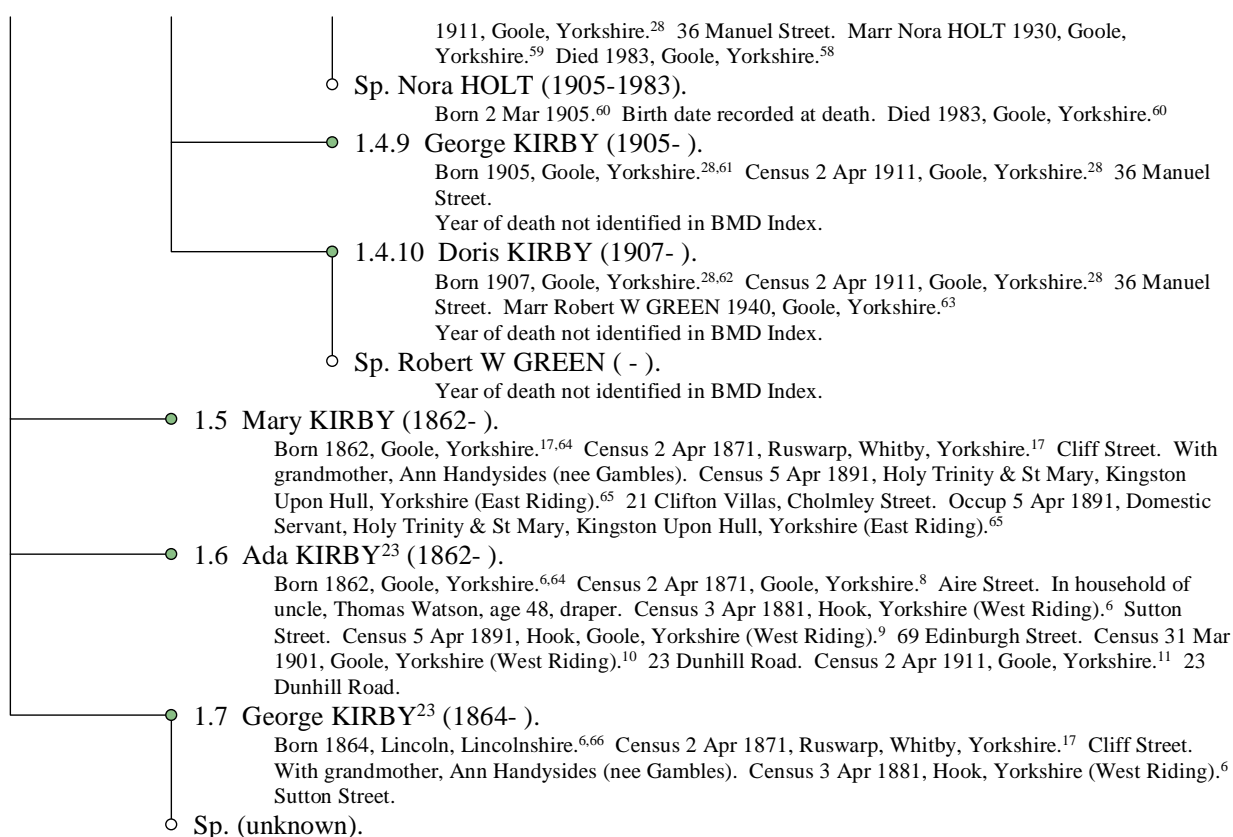 1911, Goole, Yorkshire.28 36 Manuel Street. Marr Nora HOLT 1930, Goole,
Yorkshire.59 Died 1983, Goole, Yorkshire.58
Sp. Nora HOLT (1905-1983).
Born 2 Mar 1905.60 Birth date recorded at death. Died 1983, Goole, Yorkshire.60
1.4.9 George KIRBY (1905- ).
Born 1905, Goole, Yorkshire.28,61 Census 2 Apr 1911, Goole, Yorkshire.28 36 Manuel
Street.
Year of death not identified in BMD Index.
1.4.10 Doris KIRBY (1907- ).
Born 1907, Goole, Yorkshire.28,62 Census 2 Apr 1911, Goole, Yorkshire.28 36 Manuel
Street. Marr Robert W GREEN 1940, Goole, Yorkshire.63
Year of death not identified in BMD Index.
Sp. Robert W GREEN ( - ).
Year of death not identified in BMD Index.
1.5 Mary KIRBY (1862- ).
Born 1862, Goole, Yorkshire.17,64 Census 2 Apr 1871, Ruswarp, Whitby, Yorkshire.17 Cliff Street. With
grandmother, Ann Handysides (nee Gambles). Census 5 Apr 1891, Holy Trinity & St Mary, Kingston
Upon Hull, Yorkshire (East Riding).65 21 Clifton Villas, Cholmley Street. Occup 5 Apr 1891, Domestic
Servant, Holy Trinity & St Mary, Kingston Upon Hull, Yorkshire (East Riding).65
1.6 Ada KIRBY23 (1862- ).
Born 1862, Goole, Yorkshire.6,64 Census 2 Apr 1871, Goole, Yorkshire.8 Aire Street. In household of
uncle, Thomas Watson, age 48, draper. Census 3 Apr 1881, Hook, Yorkshire (West Riding).6 Sutton
Street. Census 5 Apr 1891, Hook, Goole, Yorkshire (West Riding).9 69 Edinburgh Street. Census 31 Mar
1901, Goole, Yorkshire (West Riding).10 23 Dunhill Road. Census 2 Apr 1911, Goole, Yorkshire.11 23
Dunhill Road.
1.7 George KIRBY23 (1864- ).
Born 1864, Lincoln, Lincolnshire.6,66 Census 2 Apr 1871, Ruswarp, Whitby, Yorkshire.17 Cliff Street.
With grandmother, Ann Handysides (nee Gambles). Census 3 Apr 1881, Hook, Yorkshire (West Riding).6
Sutton Street.
Sp. (unknown).